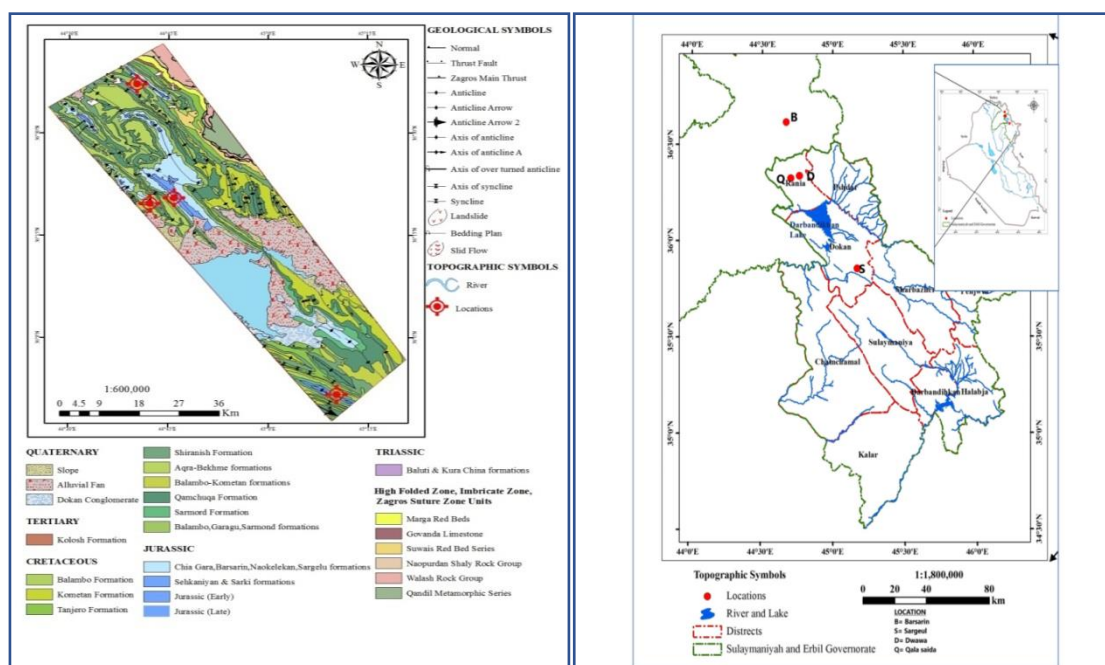 GEOLOGICAL SYMBOLS
Normal
Thrust Fault
Zagros Main Thrust
Anticline
Anticline Arrow
Anticline Arrow 2
Axis of anticline
Axis of anticline A
Axis of over turned anticline
Axis of syncline
Syncline
Landslide
Bedding Plan
Slid Flow
TOPOGRAPHIC SYMBOLS
River
Locations
N
W E
S
1:600,000
0 4.5 9 18 27 36
Km
QUATERNARY
Slope
Alluvial Fan
Dokan Conglomerate
TERTIARY
Kolosh Formation
CRETACEOUS
Balambo Formation
Kometan Formation
Tanjero Formation
Shiranish Formation
Aqra-Bekhme formations
Balambo-Kometan formations
Qamchuqa Formation
Sarmord Formation
Balambo,Garagu,Sarmond formations
JURASSIC
Chia Gara,Barsarin,Naokelekan,Sargelu formations
Sehkaniyan & Sarki formations
Jurassic (Early)
Jurassic (Late)
TRIASSIC
Baluti & Kura China formations
High Folded Zone, Imbricate Zone,
Zagros Suture Zone Units
Marga Red Beds
Govanda Limestone
Suwais Red Bed Series
Naopurdan Shaly Rock Group
Walash Rock Group
Qandil Metamorphic Series
44°0'E 44°30'E 45°0'E 45°30'E 46°0'E
36°30'N
36°0'N
35°30'N
35°0'N
34°30'N
B
Q D
Rania
Dokan
S
Sulaymaniya
Chamchamal
Darbandikhan Halabja
Kalar
36°0'N
35°30'N
35°0'N
34°30'N
44°0'E 44°30'E 45°0'E 45°30'E 46°0'E
Topographic Symbols
Locations
River and Lake
Distrects
Sulaymaniyah and Erbil Governorate
1:1,800,000
0 20 40 60 80
km
LOCATION
B= Barsarin
S= Sargeul
D= Dwawa
Q= Qala saida